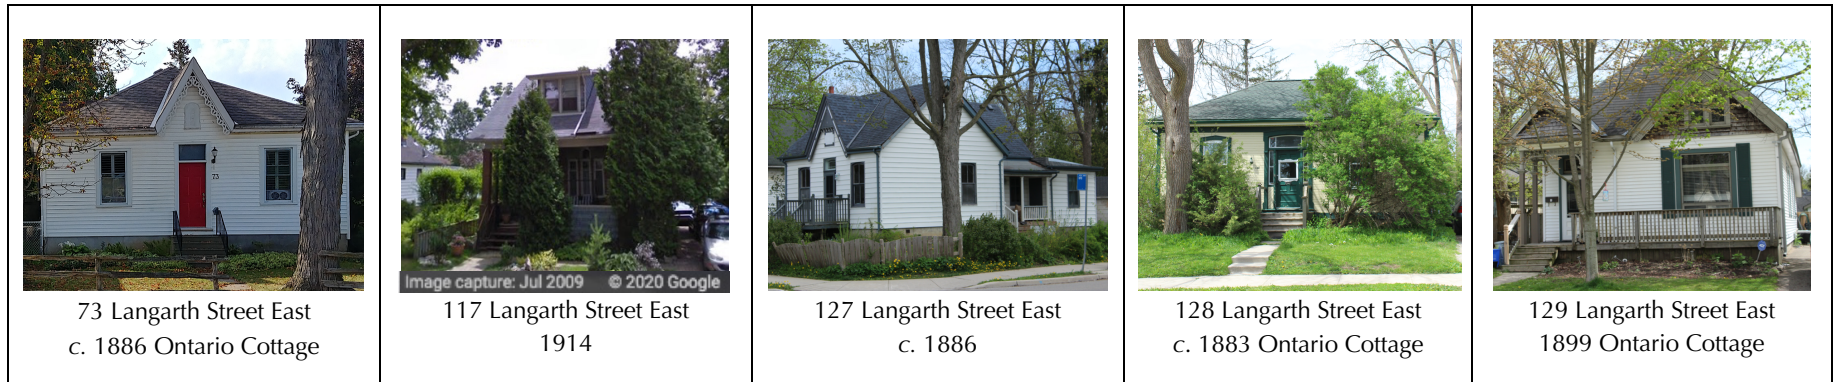 73
Image capture: Jul 2009 © 2020 Google
73 Langarth Street East
c. 1886 Ontario Cottage
117 Langarth Street East
1914
127 Langarth Street East
c. 1886
128 Langarth Street East
c. 1883 Ontario Cottage
129 Langarth Street East
1899 Ontario Cottage